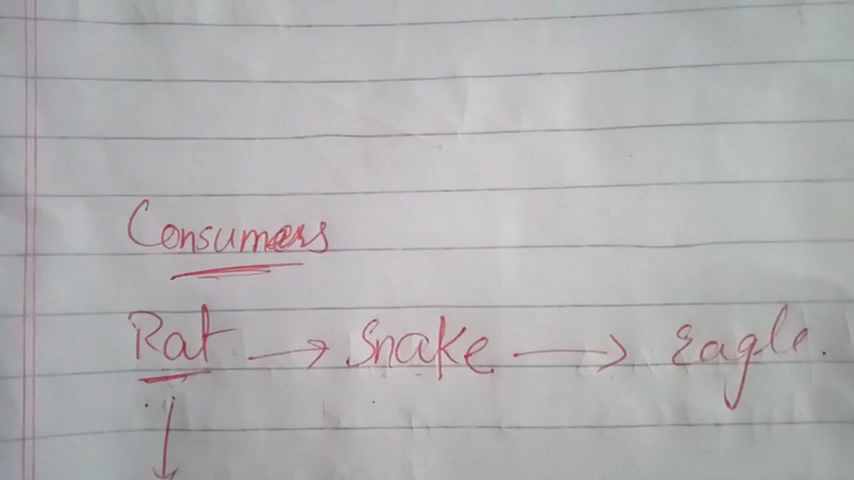 Consumers
Rat → Snake → Eagle.
↓